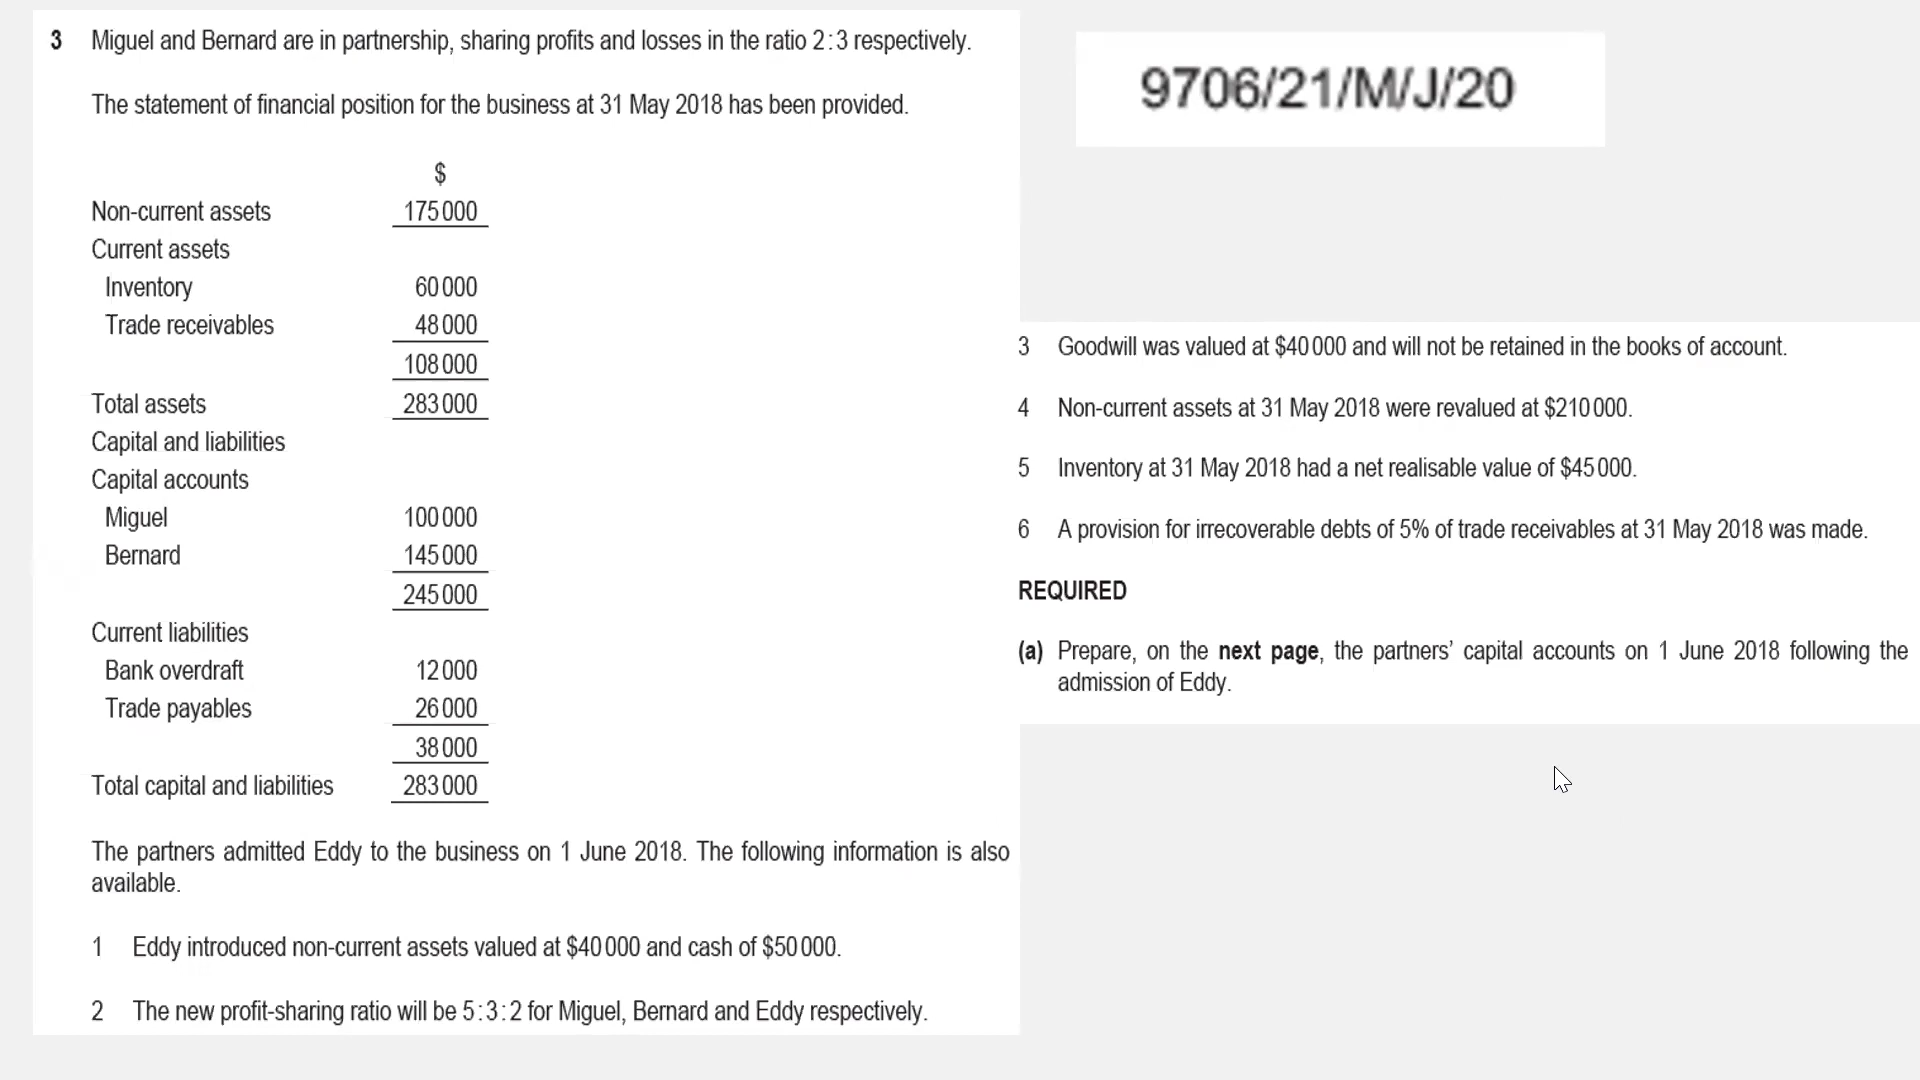 3 Miguel and Bernard are in partnership, sharing profits and losses in the ratio 2:3 respectively.
The statement of financial position for the business at 31 May 2018 has been provided.
$
Non-current assets 175000
Current assets
Inventory 60000
Trade receivables 48000
108000
Total assets 283000
Capital and liabilities
Capital accounts
Miguel 100000
Bernard 145000
245000
Current liabilities
Bank overdraft 12000
Trade payables 26000
38000
Total capital and liabilities 283000
The partners admitted Eddy to the business on 1 June 2018. The following information is also
available.
1 Eddy introduced non-current assets valued at $40000 and cash of $50000.
2 The new profit-sharing ratio will be 5:3:2 for Miguel, Bernard and Eddy respectively.
9706/21/M/J/20
3 Goodwill was valued at $40000 and will not be retained in the books of account.
4 Non-current assets at 31 May 2018 were revalued at $210000.
5 Inventory at 31 May 2018 had a net realisable value of $45000.
6 A provision for irrecoverable debts of 5% of trade receivables at 31 May 2018 was made.
REQUIRED
(a) Prepare, on the next page, the partners' capital accounts on 1 June 2018 following the
admission of Eddy.